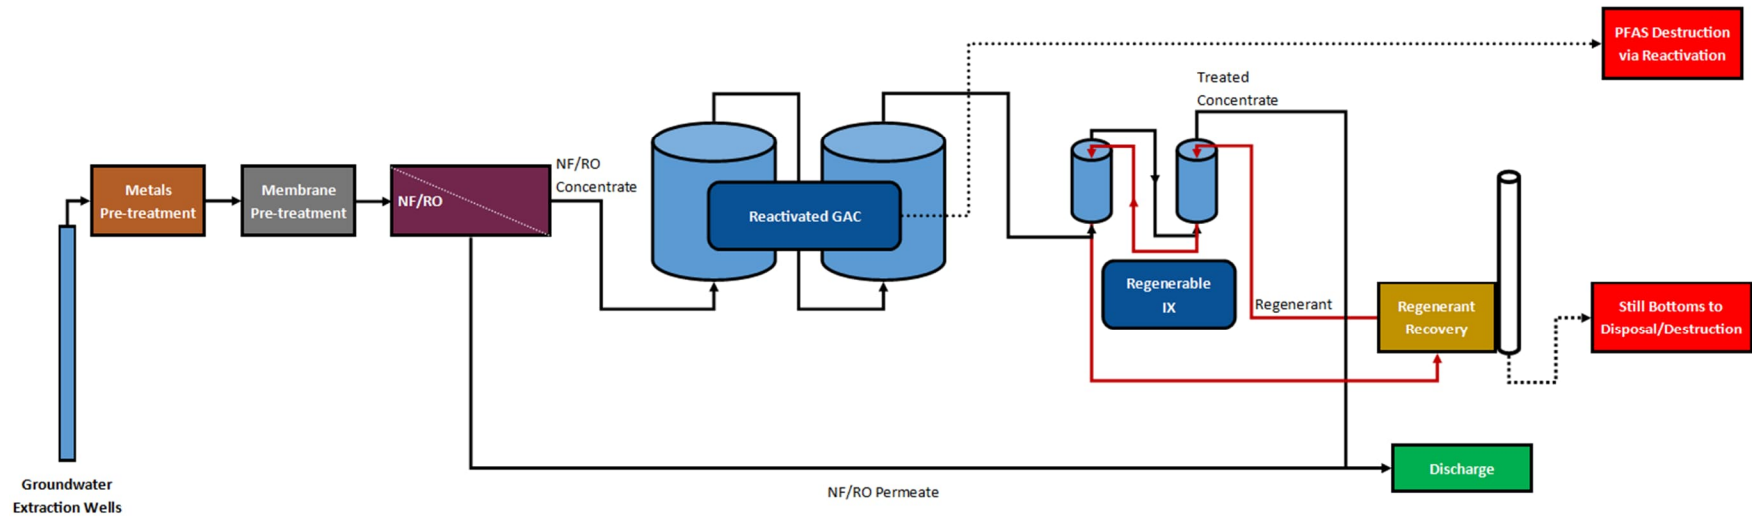 PFAS Destruction
via Reactivation
Treated
Concentrate
NF/RO
Concentrate
Metals
Pre-treatment
Membrane
Pre-treatment
NF/RO
Reactivated GAC
Regenerable
IX
Regenerant
Regenerant
Recovery
Still Bottoms to
Disposal/Destruction
Discharge
NF/RO Permeate
Groundwater
Extraction Wells